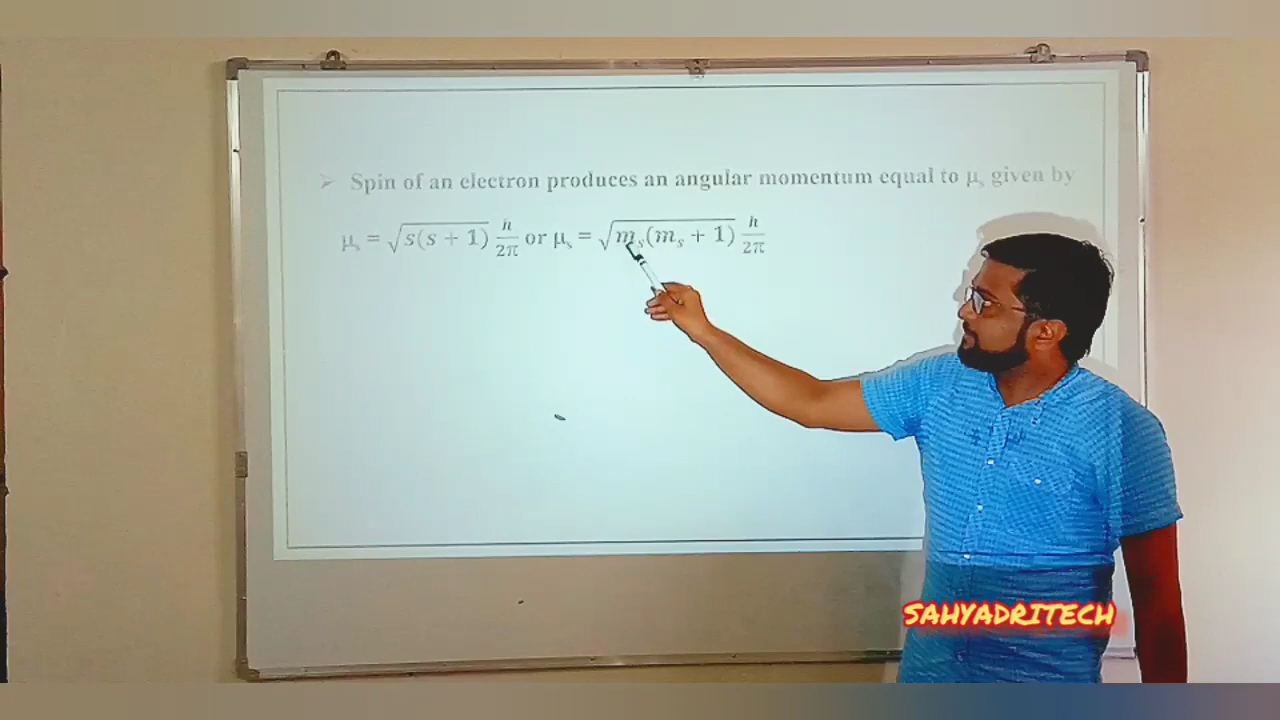 ➢ Spin of an electron produces an angular momentum equal to μₛ given by
μₛ = √s(s + 1) h/2π or μₛ = √mₛ(mₛ + 1) h/2π
SAHYADRITECH